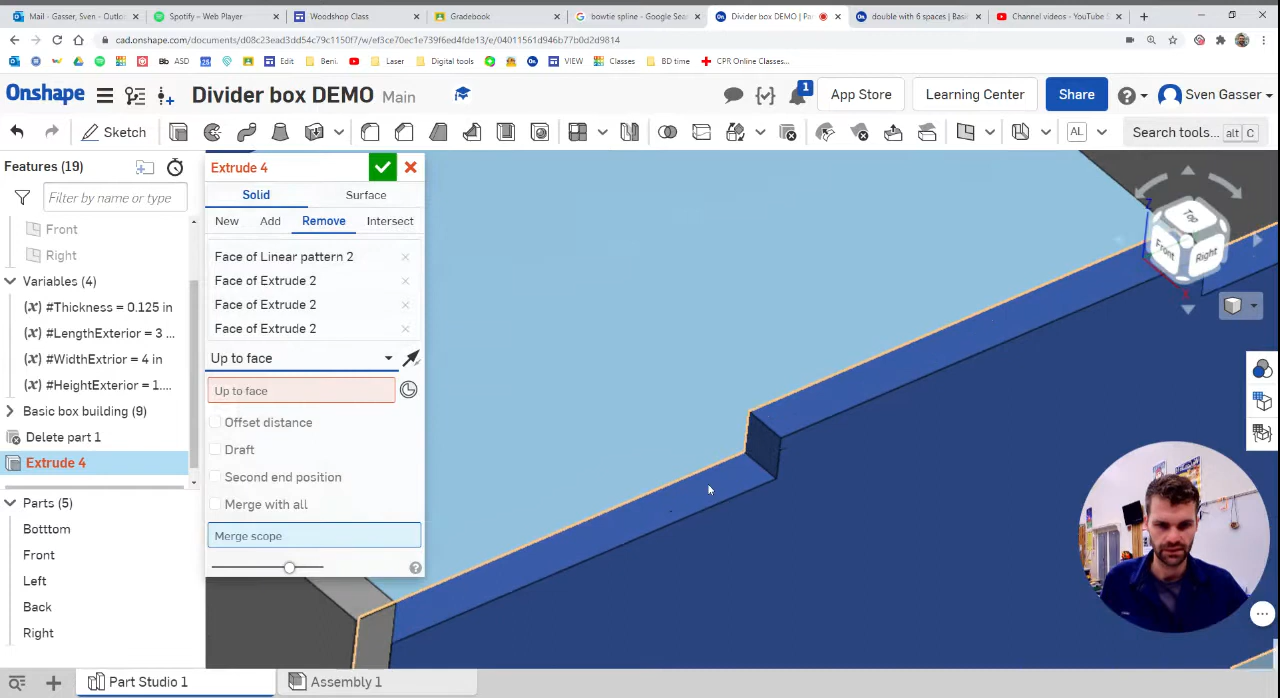 Mail - Gasser, Sven - Outlo
Spotify – Web Player
Woodshop Class
Gradebook
bowtie spline - Google Sea
Divider box DEMO | Pa
double with 6 spaces | Basi
Channel videos - YouTube S
cad.onshape.com/documents/d08c23ead3dd54c79c1150f7/w/ef3ce70ec1e739f6ed4fde13/e/04011561d946b77b0d2d9814
Bb ASD
Edit
Beni.
Laser
Digital tools
VIEW
Classes
BD time
CPR Online Classes...
Onshape
Divider box DEMO Main
1
App Store
Learning Center
Share
Sven Gasser
Sketch
AL
Search tools... alt C
Features (19)
Filter by name or type
Front
Right
Variables (4)
(x) #Thickness = 0.125 in
(x) #LengthExterior = 3 ...
(x) #WidthExtrior = 4 in
(x) #HeightExterior = 1....
Basic box building (9)
Delete part 1
Extrude 4
Parts (5)
Botttom
Front
Left
Back
Right
Extrude 4
Solid
Surface
New
Add
Remove
Intersect
Face of Linear pattern 2
Face of Extrude 2
Face of Extrude 2
Face of Extrude 2
Up to face
Up to face
Offset distance
Draft
Second end position
Merge with all
Merge scope
Z
Top
Front
Right
X
Part Studio 1
Assembly 1